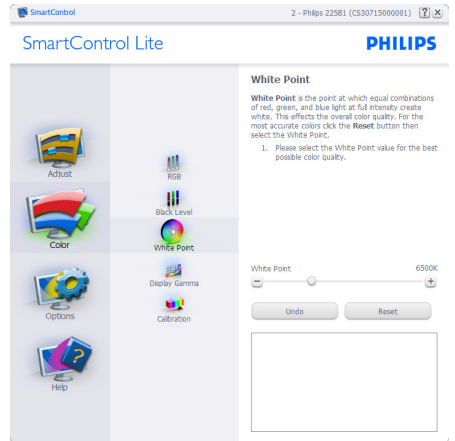 SmartControl
2 - Philips 225B1 (CS30715000001)
?
SmartControl Lite
PHILIPS
Adjust
Color
Options
Help
RGB
Black Level
White Point
Display Gamma
Calibration
White Point
White Point is the point at which equal combinations
of red, green, and blue light at full intensity create
white. This effects the overall color quality. For the
most accurate colors click the Reset button then
select the White Point.
1. Please select the White Point value for the best
possible color quality.
White Point
6500K
Undo
Reset